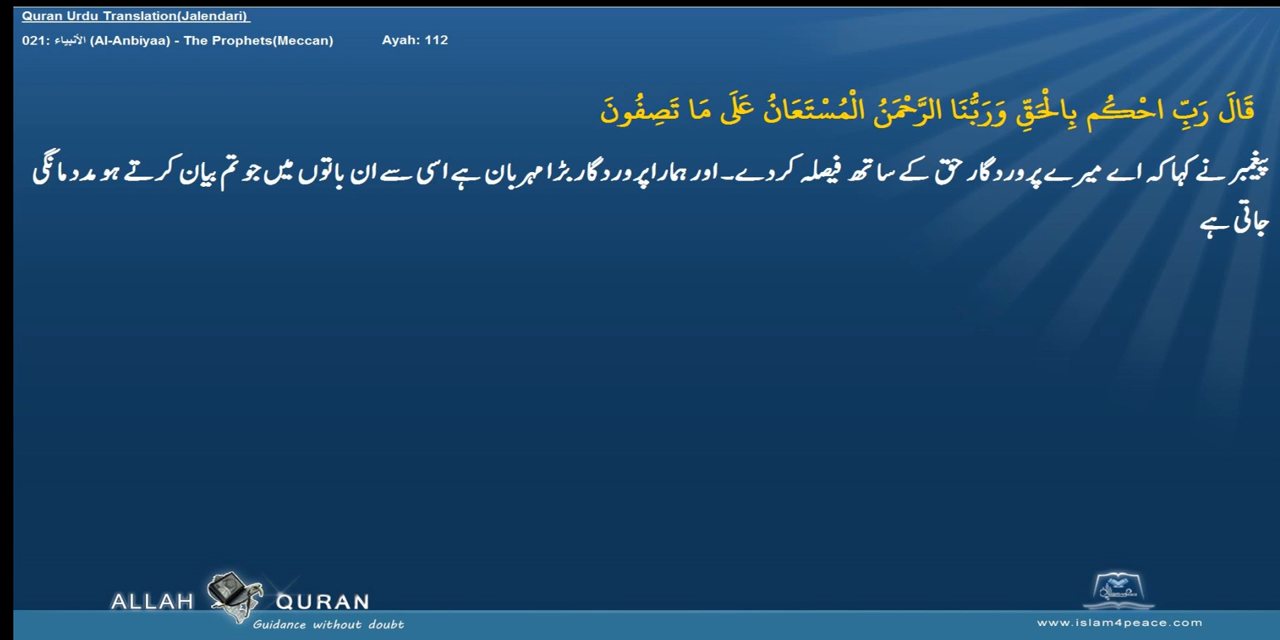 Quran Urdu Translation(Jalendari)
021: الأنبياء (Al-Anbiyaa) - The Prophets(Meccan) Ayah: 112
قَالَ رَبِّ احْكُم بِالْحَقِّ وَرَبُّنَا الرَّحْمَنُ الْمُسْتَعَانُ عَلَى مَا تَصِفُونَ
پیغمبر نے کہا کہ اے میرے پروردگار حق کے ساتھ فیصلہ کردے۔ اور ہمارا پروردگار بڑا مہربان ہے اسی سے ان باتوں میں جو تم بیان کرتے ہو مدد مانگی
جاتی ہے
ALLAH QURAN
Guidance without doubt
www.islam4peace.com